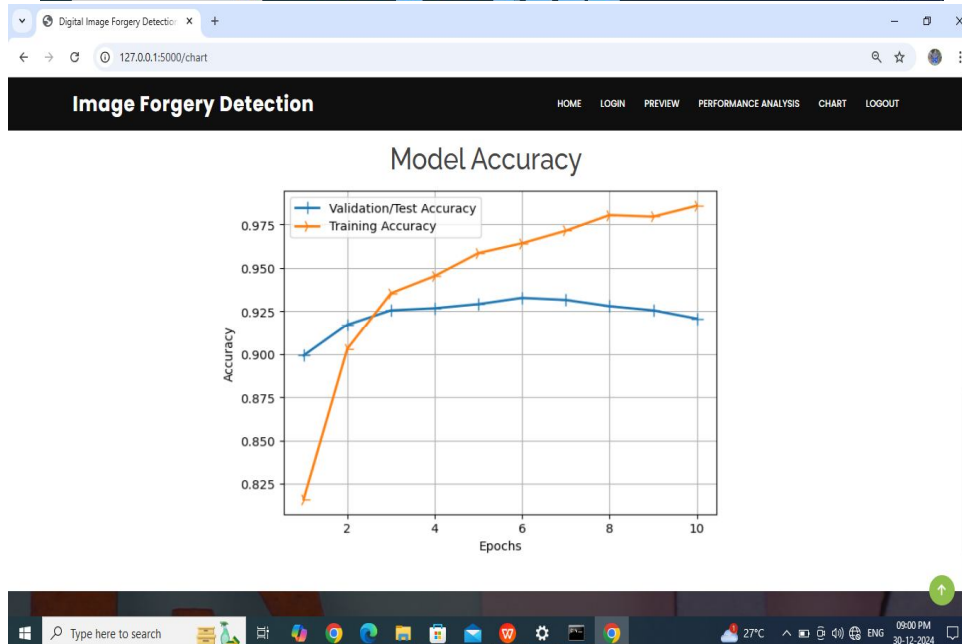 Digital Image Forgery Detection
127.0.0.1:5000/chart
Image Forgery Detection
HOME LOGIN PREVIEW PERFORMANCE ANALYSIS CHART LOGOUT
Model Accuracy
Validation/Test Accuracy
Training Accuracy
0.975
0.950
0.925
0.900
0.875
0.850
0.825
Accuracy
2 4 6 8 10
Epochs
Type here to search
27°C ENG 09:00 PM
30-12-2024